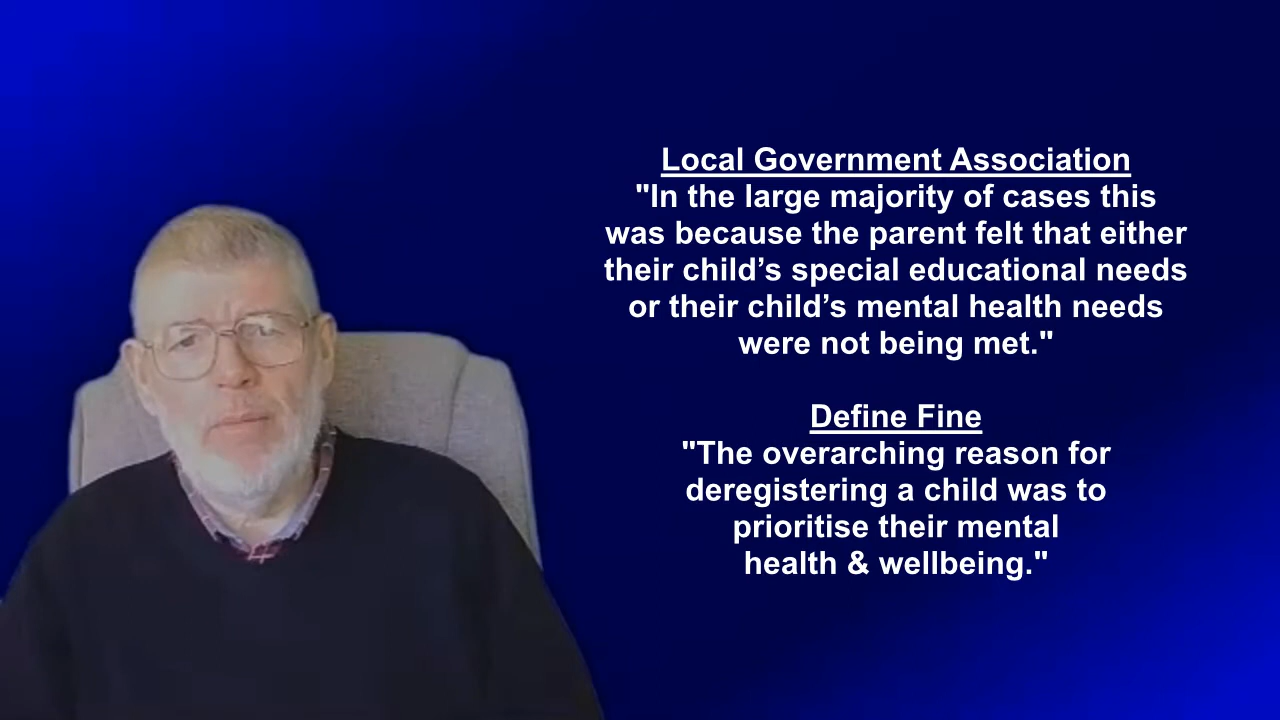 Local Government Association
"In the large majority of cases this
was because the parent felt that either
their child’s special educational needs
or their child’s mental health needs
were not being met."
Define Fine
"The overarching reason for
deregistering a child was to
prioritise their mental
health & wellbeing."